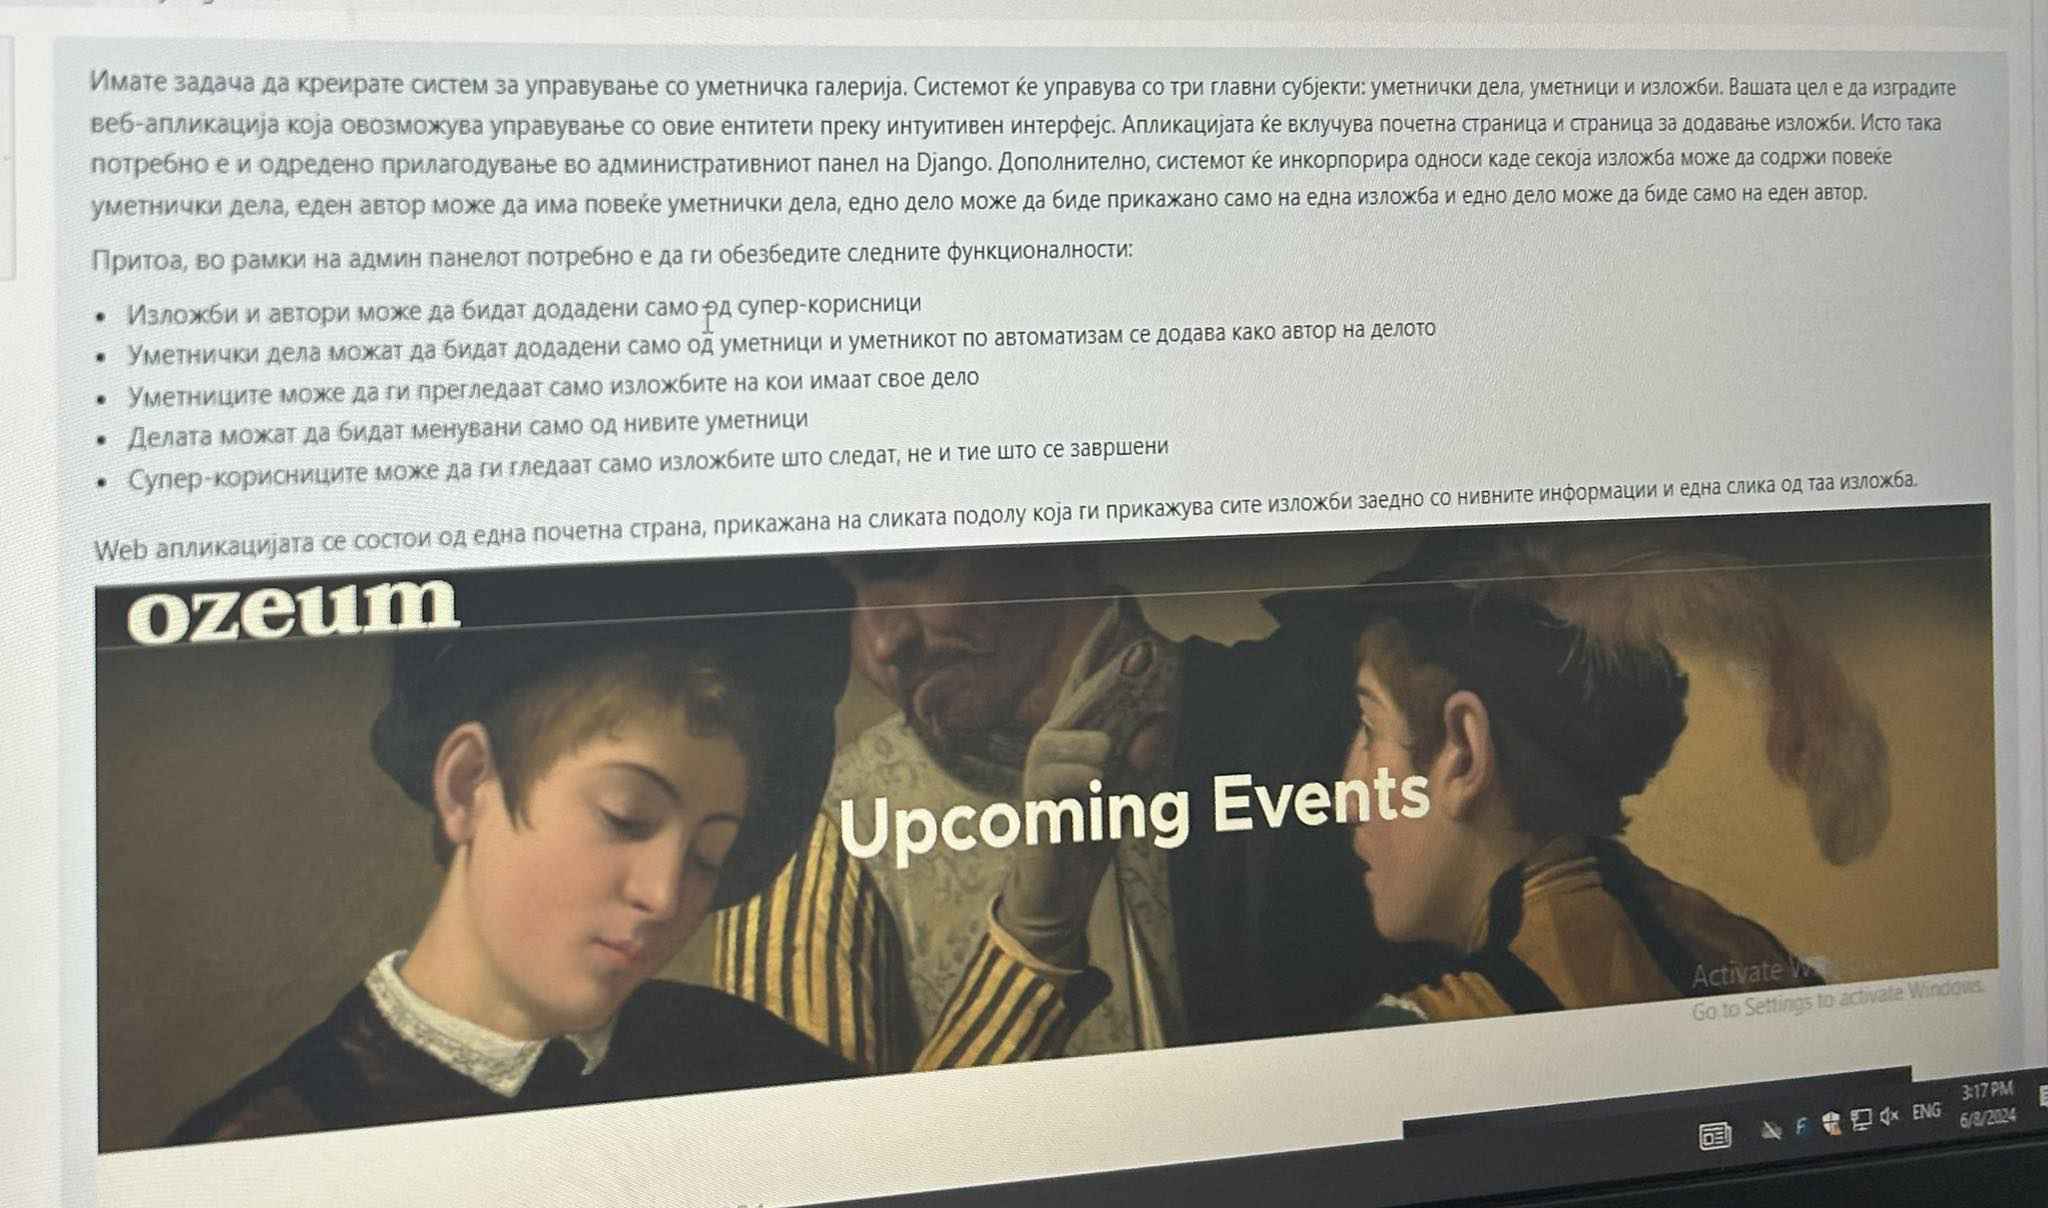 Имате задача да креирате систем за управување со уметничка галерија. Системот ќе управува со три главни субјекти: уметнички дела, уметници и изложби. Вашата цел е да изградите
веб-апликација која овозможува управување со овие ентитети преку интуитивен интерфејс. Апликацијата ќе вклучува почетна страница и страница за додавање изложби. Исто така
потребно е и одредено прилагодување во административниот панел на Django. Дополнително, системот ќе инкорпорира односи каде секоја изложба може да содржи повеќе
уметнички дела, еден автор може да има повеќе уметнички дела, едно дело може да биде прикажано само на една изложба и едно дело може да биде само на еден автор.
Притоа, во рамки на админ панелот потребно е да ги обезбедите следните функционалности:
• Изложби и автори може да бидат додадени само од супер-корисници
• Уметнички дела можат да бидат додадени само од уметници и уметникот по автоматизам се додава како автор на делото
• Уметниците може да ги прегледаат само изложбите на кои имаат свое дело
• Делата можат да бидат менувани само од нивите уметници
• Супер-корисниците може да ги гледаат само изложбите што следат, не и тие што се завршени
Web апликацијата се состои од една почетна страна, прикажана на сликата подолу која ги прикажува сите изложби заедно со нивните информации и една слика од таа изложба.
ozeum
Upcoming Events
Activate
Go to Settings to activate Windows.
ENG
3:17 PM
6/8/2024